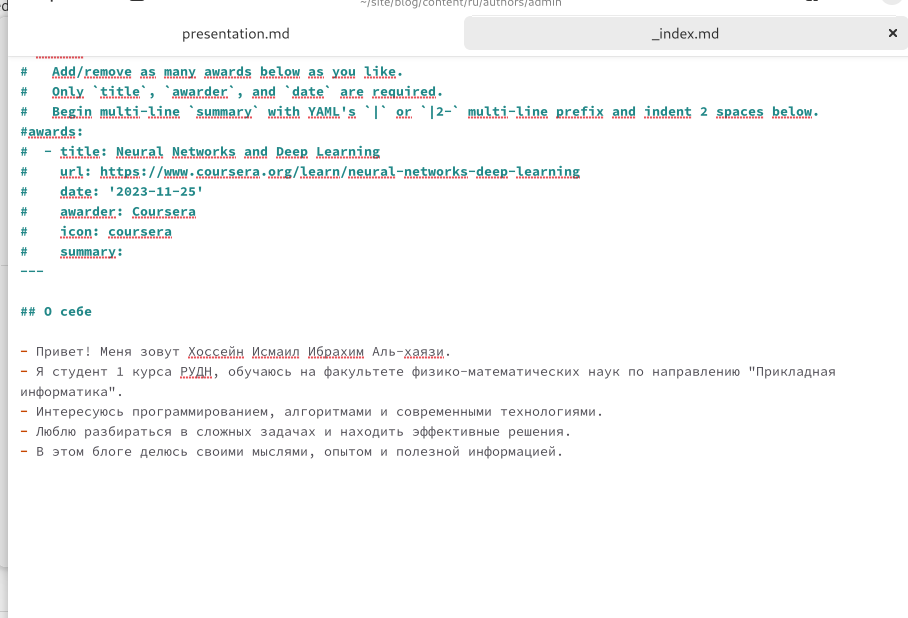 ~/site/blog/content/ru/authors/admin
presentation.md
_index.md
#   Add/remove as many awards below as you like.
#   Only `title`, `awarder`, and `date` are required.
#   Begin multi-line `summary` with YAML's `|` or `|2-` multi-line prefix and indent 2 spaces below.
#awards:
#  - title: Neural Networks and Deep Learning
#    url: https://www.coursera.org/learn/neural-networks-deep-learning
#    date: '2023-11-25'
#    awarder: Coursera
#    icon: coursera
#    summary:
---
## О себе
- Привет! Меня зовут Хоссейн Исмаил Ибрахим Аль-хаязи.
- Я студент 1 курса РУДН, обучаюсь на факультете физико-математических наук по направлению "Прикладная
информатика".
- Интересуюсь программированием, алгоритмами и современными технологиями.
- Люблю разбираться в сложных задачах и находить эффективные решения.
- В этом блоге делюсь своими мыслями, опытом и полезной информацией.